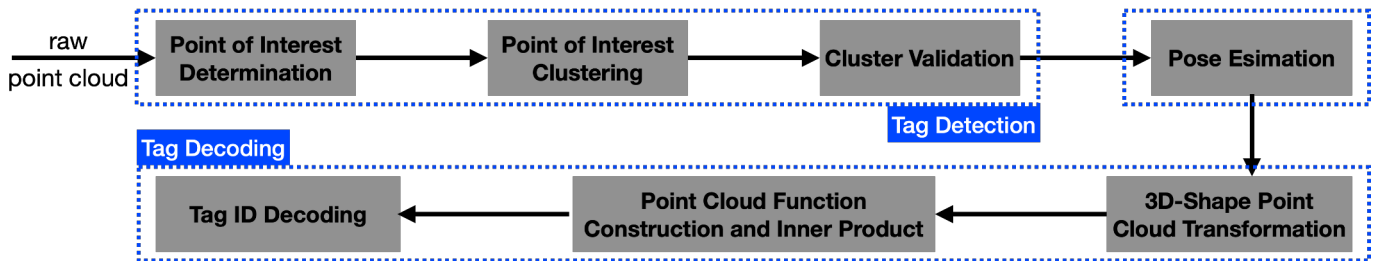 raw
point cloud
Point of Interest
Determination
Point of Interest
Clustering
Cluster Validation
Pose Esimation
Tag Detection
Tag Decoding
Tag ID Decoding
Point Cloud Function
Construction and Inner Product
3D-Shape Point
Cloud Transformation